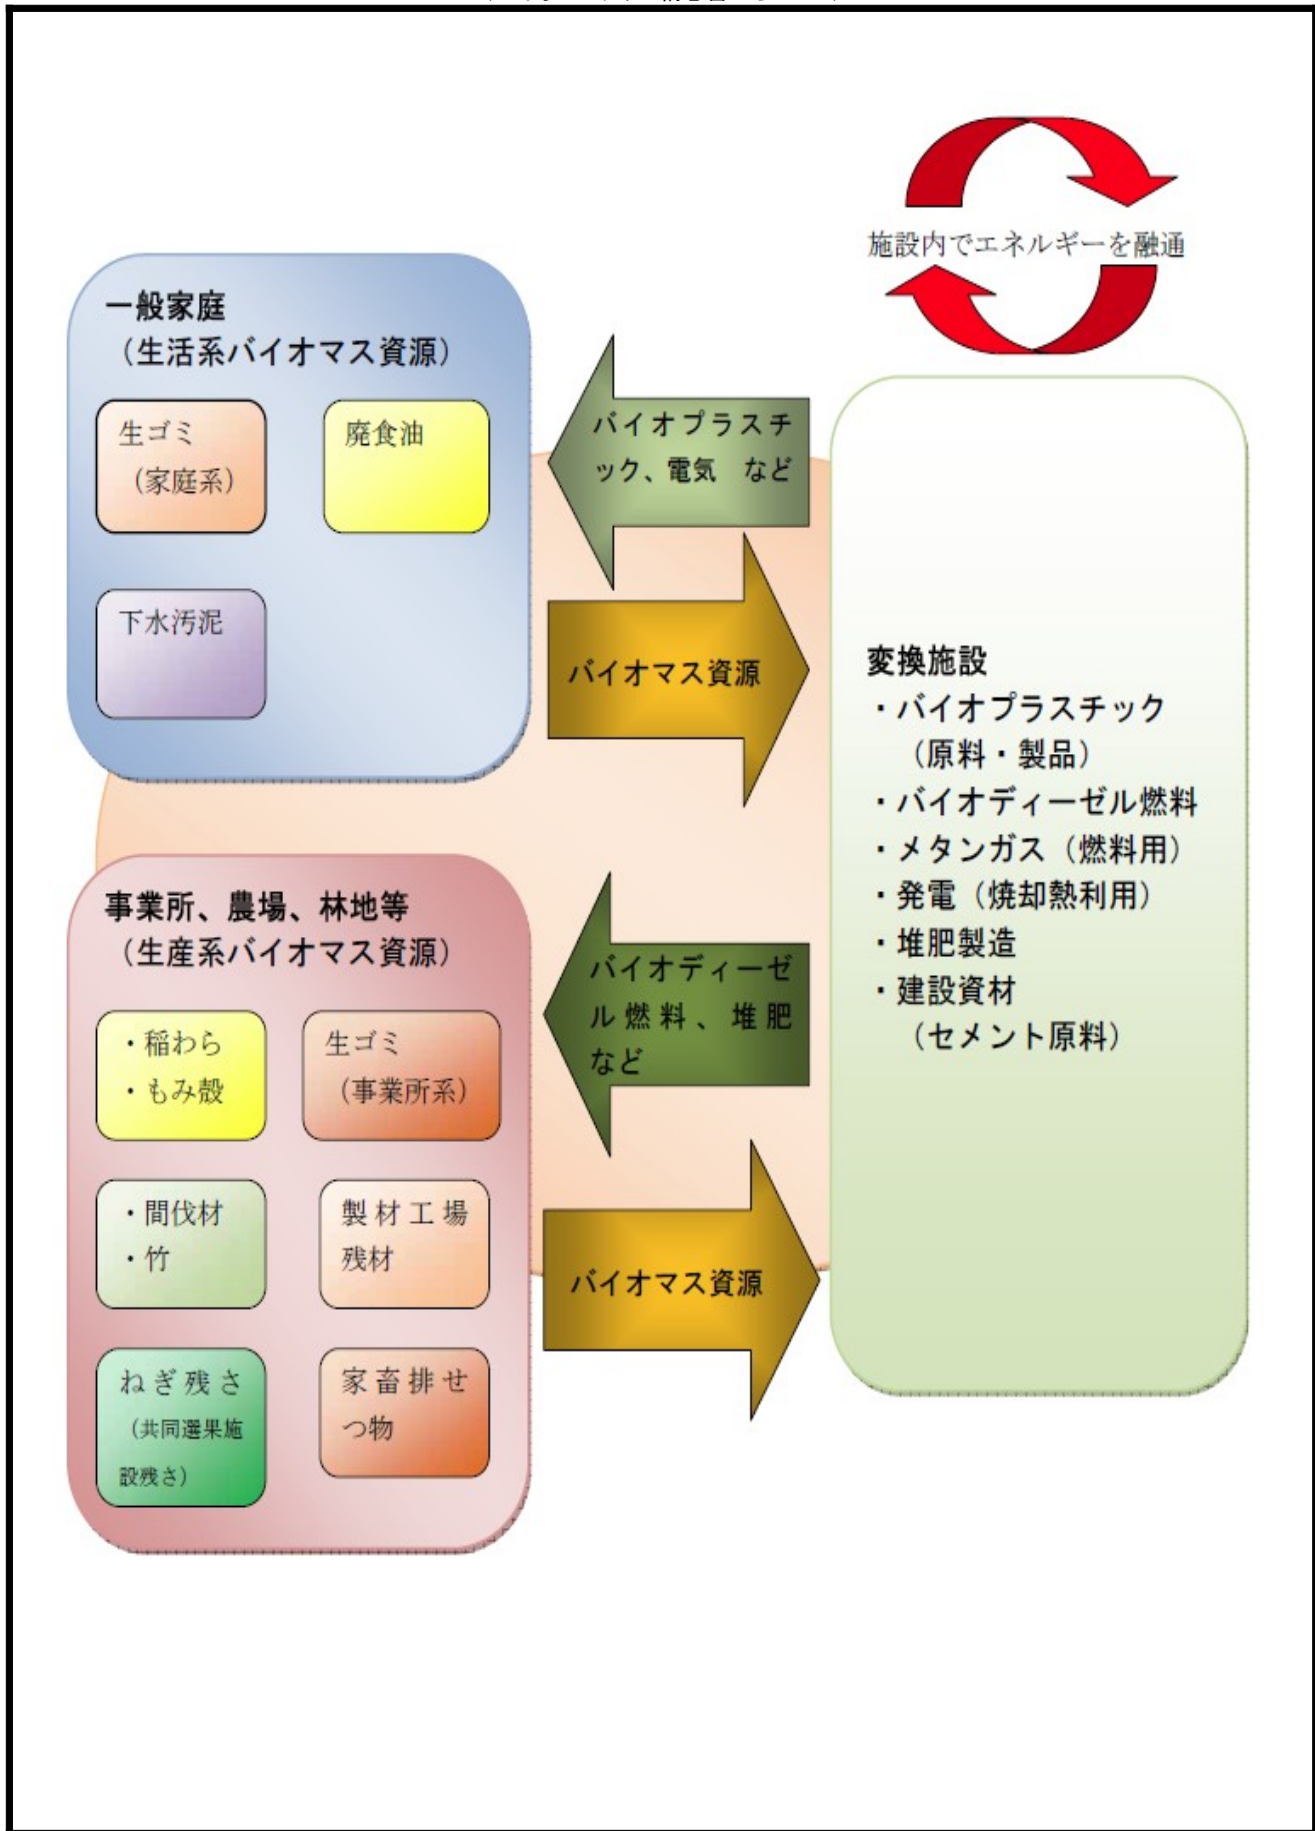 施設内でエネルギーを融通
一般家庭
（生活系バイオマス資源）
生ゴミ
（家庭系）
廃食油
下水汚泥
バイオプラスチ
ック、電気　など
バイオマス資源
変換施設
・バイオプラスチック
（原料・製品）
・バイオディーゼル燃料
・メタンガス（燃料用）
・発電（焼却熱利用）
・堆肥製造
・建設資材
（セメント原料）
事業所、農場、林地等
（生産系バイオマス資源）
・稲わら
・もみ殻
生ゴミ
（事業所系）
・間伐材
・竹
製材工場
残材
ねぎ残さ
（共同選果施
設残さ）
家畜排せ
つ物
バイオディーゼ
ル燃料、堆肥
など
バイオマス資源